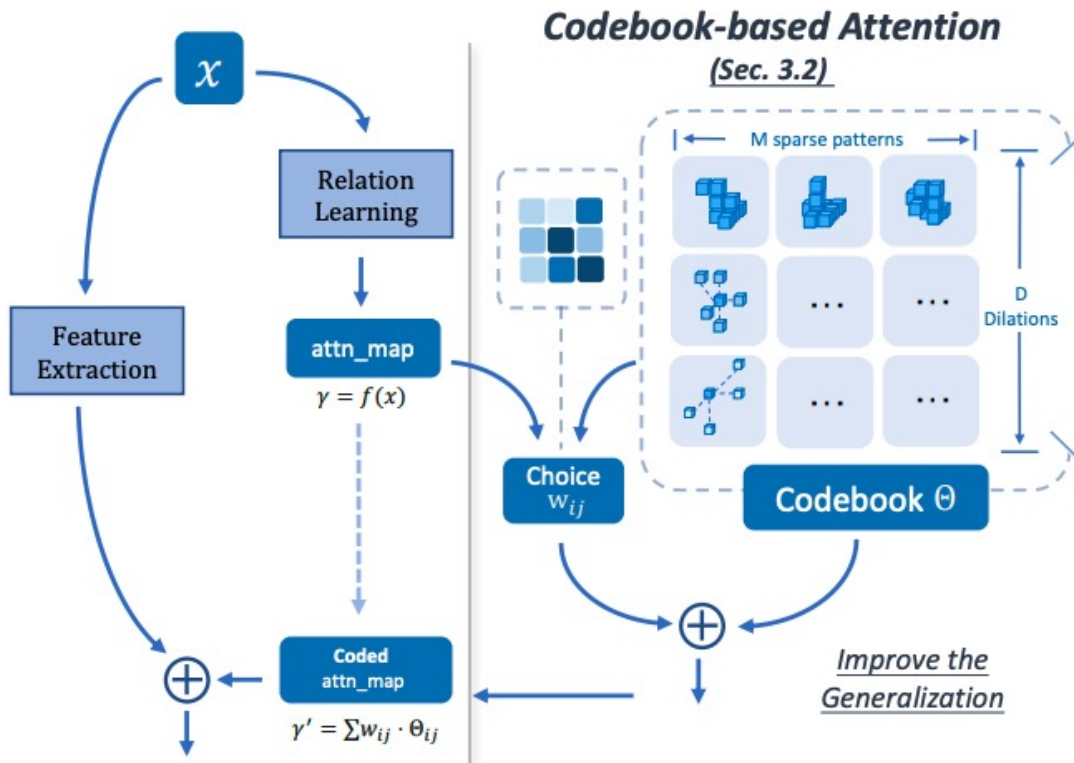 Codebook-based Attention
(Sec. 3.2)
x
M sparse patterns
Relation
Learning
D
Dilations
...
...
Feature
Extraction
attn_map
γ = f(x)
...
...
Choice
w_ij
Codebook Θ
Coded
attn_map
γ′ = Σw_ij · Θ_ij
Improve the
Generalization